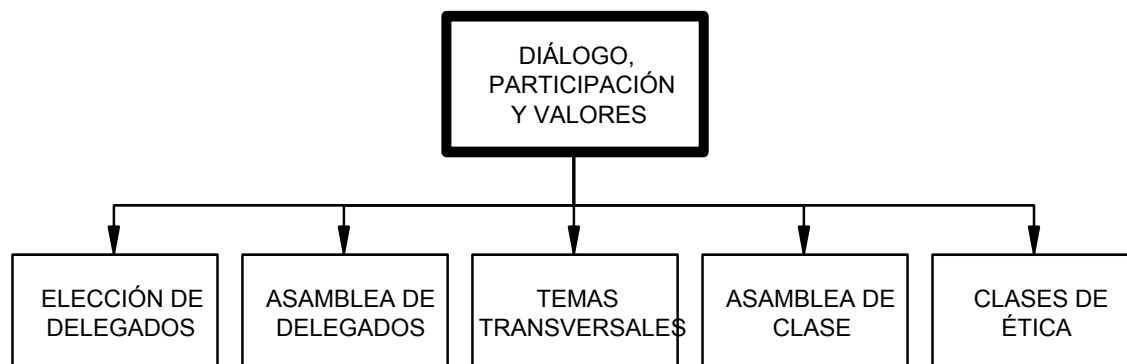 DIÁLOGO,
PARTICIPACIÓN
Y VALORES
ELECCIÓN DE
DELEGADOS
ASAMBLEA DE
DELEGADOS
TEMAS
TRANSVERSALES
ASAMBLEA DE
CLASE
CLASES DE
ÉTICA